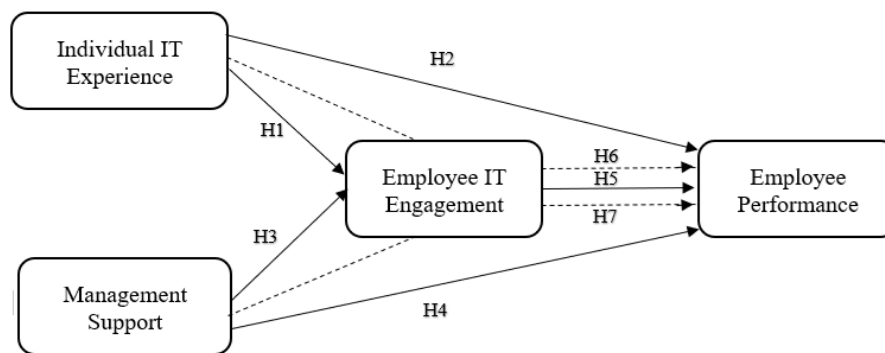 Individual IT
Experience
H2
H1
Employee IT
Engagement
H6
H5
H7
Employee
Performance
H3
Management
Support
H4